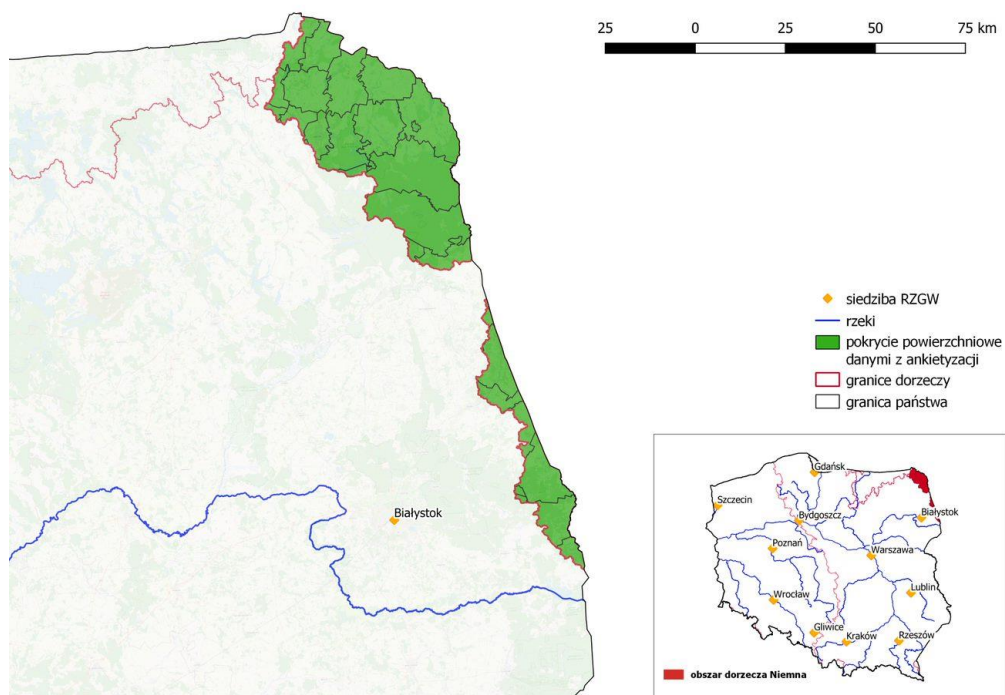 25 0 25 50 75 km
siedziba RZGW
rzeki
pokrycie powierzchniowe
danymi z ankietyzacji
granice dorzeczy
granica państwa
Białystok
Gdańsk
Szczecin
Bydgoszcz
Białystok
Poznań
Warszawa
Wrocław
Lublin
Gliwice
Kraków
Rzeszów
obszar dorzecza Niemna